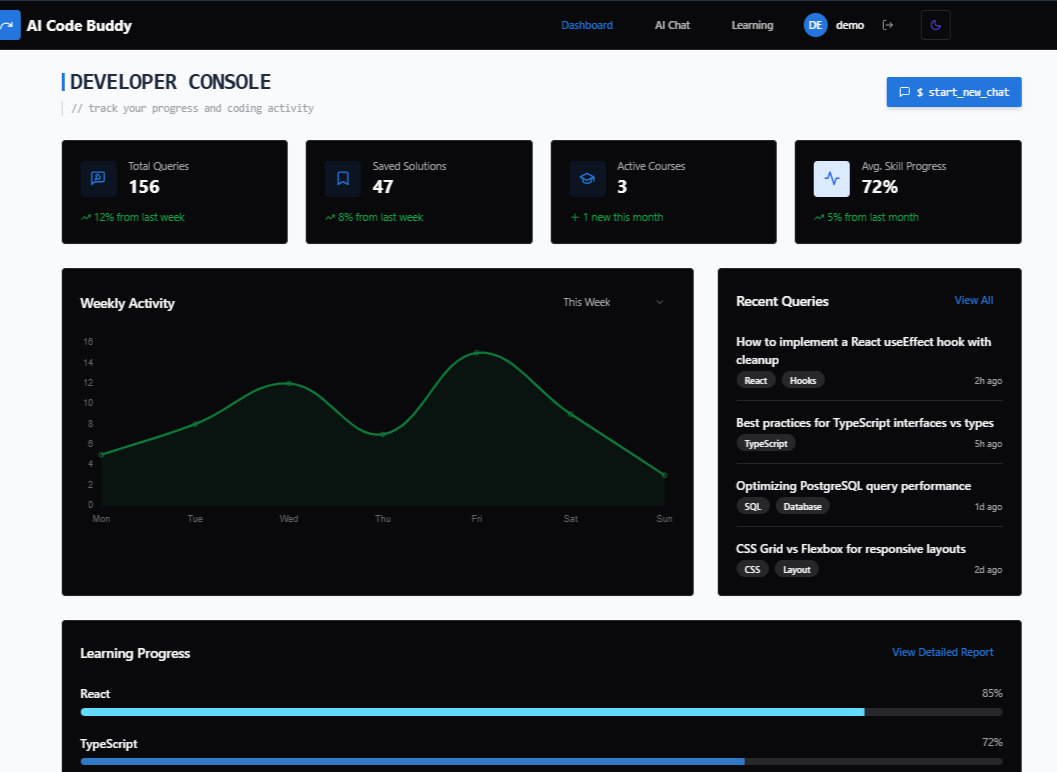 AI Code Buddy
Dashboard
AI Chat
Learning
DE
demo
DEVELOPER CONSOLE
// track your progress and coding activity
$ start_new_chat
Total Queries
156
12% from last week
Saved Solutions
47
8% from last week
Active Courses
3
+ 1 new this month
Avg. Skill Progress
72%
5% from last month
Weekly Activity
This Week
16
14
12
10
8
6
4
2
0
Mon Tue Wed Thu Fri Sat Sun
Recent Queries
View All
How to implement a React useEffect hook with
cleanup
React Hooks 2h ago
Best practices for TypeScript interfaces vs types
TypeScript 5h ago
Optimizing PostgreSQL query performance
SQL Database 1d ago
CSS Grid vs Flexbox for responsive layouts
CSS Layout 2d ago
Learning Progress
View Detailed Report
React 85%
TypeScript 72%